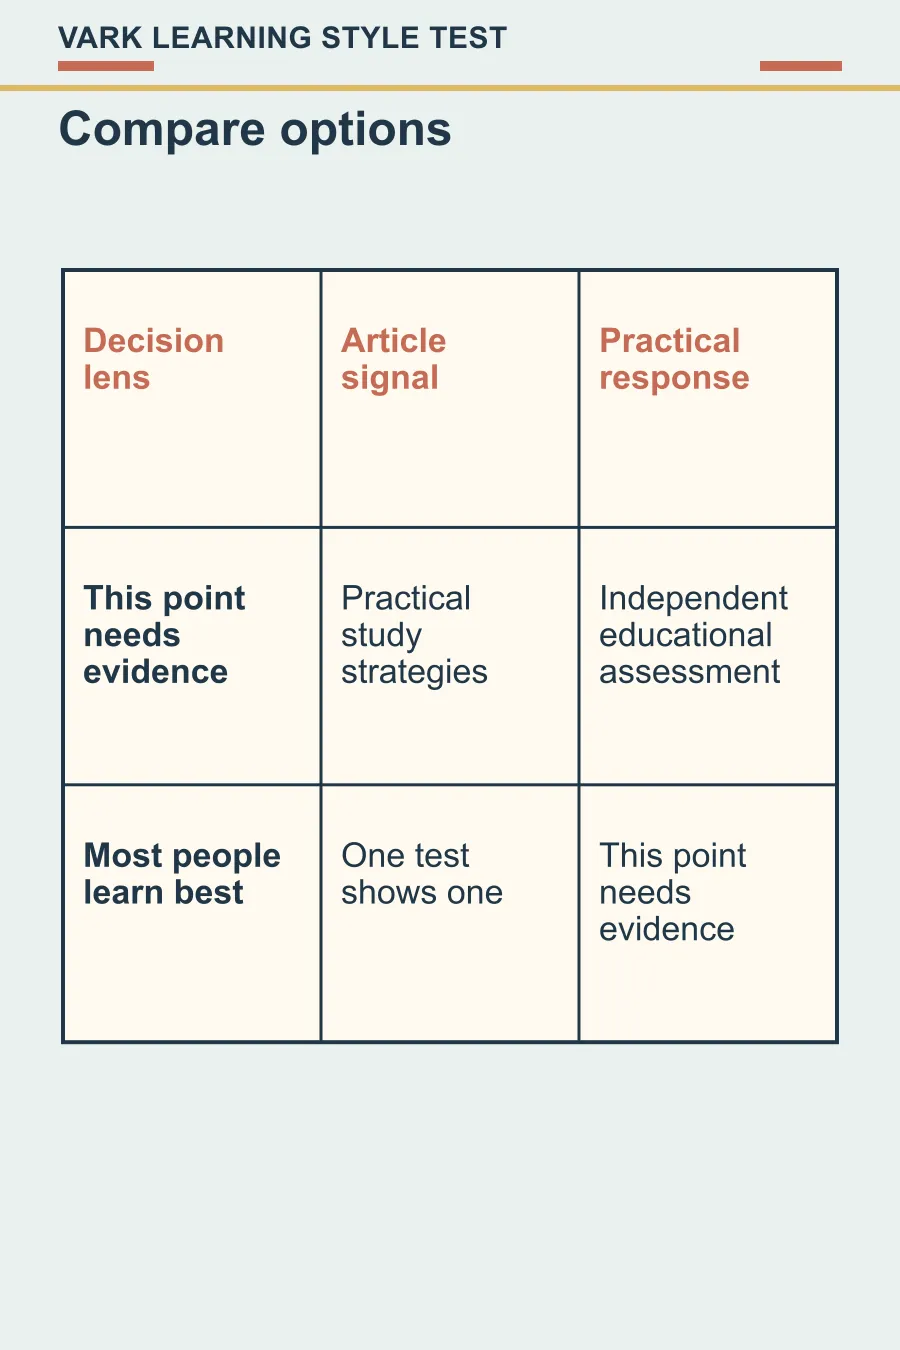 VARK LEARNING STYLE TEST
Compare options
Decision
lens
Article
signal
Practical
response
This point
needs
evidence
Practical
study
strategies
Independent
educational
assessment
Most people
learn best
One test
shows one
This point
needs
evidence